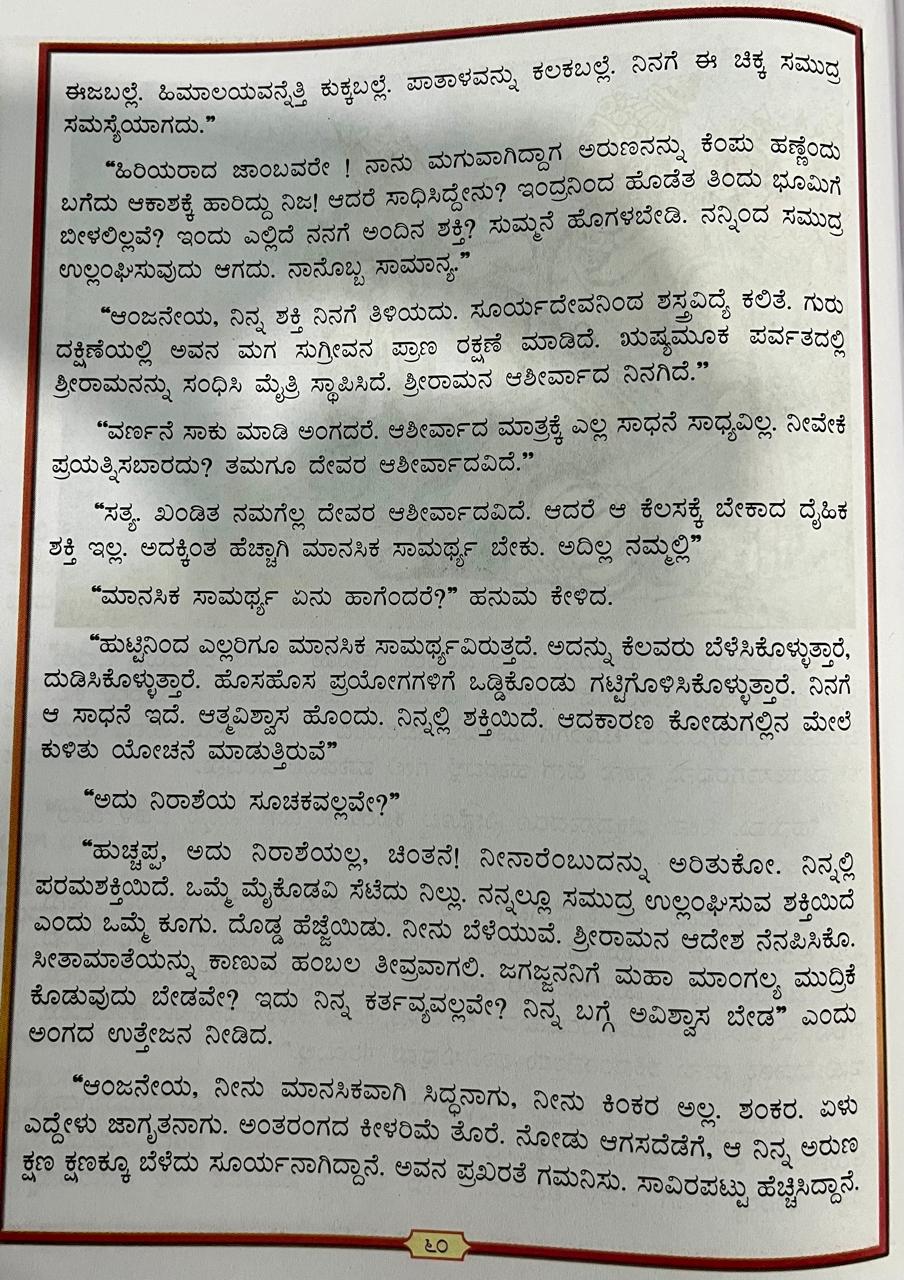 ಈಜಬಲ್ಲೆ. ಹಿಮಾಲಯವನ್ನೆತ್ತಿ ಕುಕ್ಕಬಲ್ಲೆ. ಪಾತಾಳವನ್ನು ಕಲಕಬಲ್ಲೆ. ನಿನಗೆ ಈ ಚಿಕ್ಕ ಸಮುದ್ರ
ಸಮಸ್ಯೆಯಾಗದು.”
“ಹಿರಿಯರಾದ ಜಾಂಬವರೇ ! ನಾನು ಮಗುವಾಗಿದ್ದಾಗ ಅರುಣನನ್ನು ಕೆಂಪು ಹಣ್ಣೆಂದು
ಬಗೆದು ಆಕಾಶಕ್ಕೆ ಹಾರಿದ್ದು ನಿಜ! ಆದರೆ ಸಾಧಿಸಿದ್ದೇನು? ಇಂದ್ರನಿಂದ ಹೊಡೆತ ತಿಂದು ಭೂಮಿಗೆ
ಬೀಳಲಿಲ್ಲವೆ? ಇಂದು ಎಲ್ಲಿದೆ ನನಗೆ ಅಂದಿನ ಶಕ್ತಿ? ಸುಮ್ಮನೆ ಹೊಗಳಬೇಡಿ. ನನ್ನಿಂದ ಸಮುದ್ರ
ಉಲ್ಲಂಘಿಸುವುದು ಆಗದು. ನಾನೊಬ್ಬ ಸಾಮಾನ್ಯ.”
“ಆಂಜನೇಯ, ನಿನ್ನ ಶಕ್ತಿ ನಿನಗೆ ತಿಳಿಯದು. ಸೂರ್ಯದೇವನಿಂದ ಶಸ್ತ್ರವಿದ್ಯೆ ಕಲಿತೆ. ಗುರು
ದಕ್ಷಿಣೆಯಲ್ಲಿ ಅವನ ಮಗ ಸುಗ್ರೀವನ ಪ್ರಾಣ ರಕ್ಷಣೆ ಮಾಡಿದೆ. ಋಷ್ಯಮೂಕ ಪರ್ವತದಲ್ಲಿ
ಶ್ರೀರಾಮನನ್ನು ಸಂಧಿಸಿ ಮೈತ್ರಿ ಸ್ಥಾಪಿಸಿದೆ. ಶ್ರೀರಾಮನ ಆಶೀರ್ವಾದ ನಿನಗಿದೆ.”
“ವರ್ಣನೆ ಸಾಕು ಮಾಡಿ ಅಂಗದರೆ. ಆಶೀರ್ವಾದ ಮಾತ್ರಕ್ಕೆ ಎಲ್ಲ ಸಾಧನೆ ಸಾಧ್ಯವಿಲ್ಲ. ನೀವೇಕೆ
ಪ್ರಯತ್ನಿಸಬಾರದು? ತಮಗೂ ದೇವರ ಆಶೀರ್ವಾದವಿದೆ.”
“ಸತ್ಯ. ಖಂಡಿತ ನಮಗೆಲ್ಲ ದೇವರ ಆಶೀರ್ವಾದವಿದೆ. ಆದರೆ ಆ ಕೆಲಸಕ್ಕೆ ಬೇಕಾದ ದೈಹಿಕ
ಶಕ್ತಿ ಇಲ್ಲ. ಅದಕ್ಕಿಂತ ಹೆಚ್ಚಾಗಿ ಮಾನಸಿಕ ಸಾಮರ್ಥ್ಯ ಬೇಕು. ಅದಿಲ್ಲ ನಮ್ಮಲ್ಲಿ”
“ಮಾನಸಿಕ ಸಾಮರ್ಥ್ಯ ಏನು ಹಾಗೆಂದರೆ?” ಹನುಮ ಕೇಳಿದ.
“ಹುಟ್ಟಿನಿಂದ ಎಲ್ಲರಿಗೂ ಮಾನಸಿಕ ಸಾಮರ್ಥ್ಯವಿರುತ್ತದೆ. ಅದನ್ನು ಕೆಲವರು ಬೆಳೆಸಿಕೊಳ್ಳುತ್ತಾರೆ,
ದುಡಿಸಿಕೊಳ್ಳುತ್ತಾರೆ. ಹೊಸಹೊಸ ಪ್ರಯೋಗಗಳಿಗೆ ಒಡ್ಡಿಕೊಂಡು ಗಟ್ಟಿಗೊಳಿಸಿಕೊಳ್ಳುತ್ತಾರೆ. ನಿನಗೆ
ಆ ಸಾಧನೆ ಇದೆ. ಆತ್ಮವಿಶ್ವಾಸ ಹೊಂದು. ನಿನ್ನಲ್ಲಿ ಶಕ್ತಿಯಿದೆ. ಆದಕಾರಣ ಕೋಡುಗಲ್ಲಿನ ಮೇಲೆ
ಕುಳಿತು ಯೋಚನೆ ಮಾಡುತ್ತಿರುವೆ”
“ಅದು ನಿರಾಶೆಯ ಸೂಚಕವಲ್ಲವೇ?”
“ಹುಚ್ಚಪ್ಪ, ಅದು ನಿರಾಶೆಯಲ್ಲ, ಚಿಂತನೆ! ನೀನಾರೆಂಬುದನ್ನು ಅರಿತುಕೋ. ನಿನ್ನಲ್ಲಿ
ಪರಮಶಕ್ತಿಯಿದೆ. ಒಮ್ಮೆ ಮೈಕೊಡವಿ ಸೆಟೆದು ನಿಲ್ಲು. ನನ್ನಲ್ಲೂ ಸಮುದ್ರ ಉಲ್ಲಂಘಿಸುವ ಶಕ್ತಿಯಿದೆ
ಎಂದು ಒಮ್ಮೆ ಕೂಗು. ದೊಡ್ಡ ಹೆಜ್ಜೆಯಿಡು. ನೀನು ಬೆಳೆಯುವೆ. ಶ್ರೀರಾಮನ ಆದೇಶ ನೆನಪಿಸಿಕೊ.
ಸೀತಾಮಾತೆಯನ್ನು ಕಾಣುವ ಹಂಬಲ ತೀವ್ರವಾಗಲಿ. ಜಗಜ್ಜನನಿಗೆ ಮಹಾ ಮಾಂಗಲ್ಯ ಮುದ್ರಿಕೆ
ಕೊಡುವುದು ಬೇಡವೇ? ಇದು ನಿನ್ನ ಕರ್ತವ್ಯವಲ್ಲವೇ? ನಿನ್ನ ಬಗ್ಗೆ ಅವಿಶ್ವಾಸ ಬೇಡ” ಎಂದು
ಅಂಗದ ಉತ್ತೇಜನ ನೀಡಿದ.
“ಆಂಜನೇಯ, ನೀನು ಮಾನಸಿಕವಾಗಿ ಸಿದ್ಧನಾಗು, ನೀನು ಕಿಂಕರ ಅಲ್ಲ. ಶಂಕರ. ಏಳು
ಎದ್ದೇಳು ಜಾಗೃತನಾಗು. ಅಂತರಂಗದ ಕೀಳರಿಮೆ ತೊರೆ. ನೋಡು ಆಗಸದೆಡೆಗೆ, ಆ ನಿನ್ನ ಅರುಣ
ಕ್ಷಣ ಕ್ಷಣಕ್ಕೂ ಬೆಳೆದು ಸೂರ್ಯನಾಗಿದ್ದಾನೆ. ಅವನ ಪ್ರಖರತೆ ಗಮನಿಸು. ಸಾವಿರಪಟ್ಟು ಹೆಚ್ಚಿಸಿದ್ದಾನೆ.
೬೦